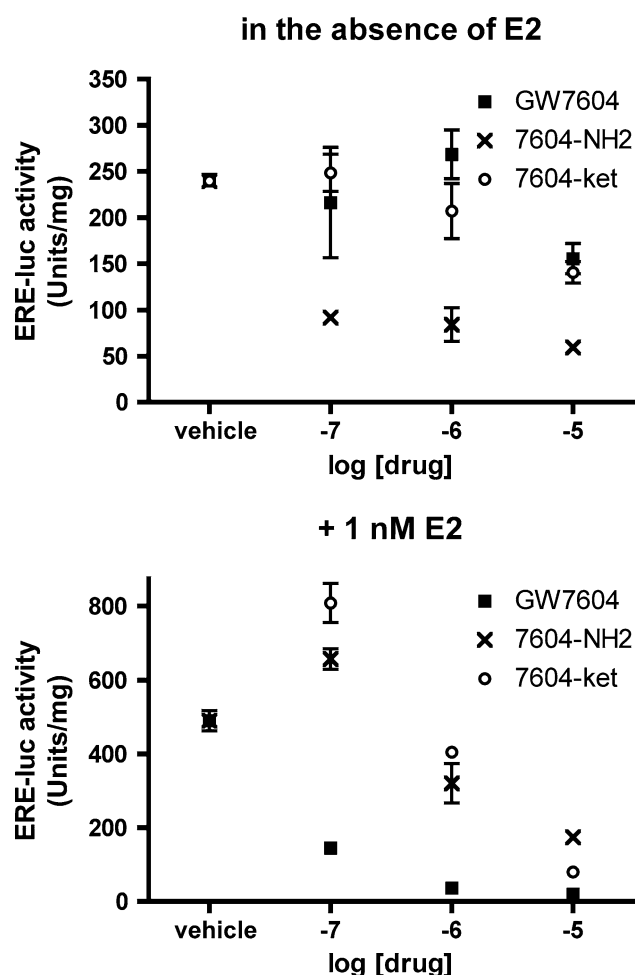 in the absence of E2
ERE-luc activity
(Units/mg)
350
300
250
200
150
100
50
0
GW7604
7604-NH2
7604-ket
vehicle -7 -6 -5
log [drug]
+ 1 nM E2
ERE-luc activity
(Units/mg)
800
600
400
200
0
GW7604
7604-NH2
7604-ket
vehicle -7 -6 -5
log [drug]